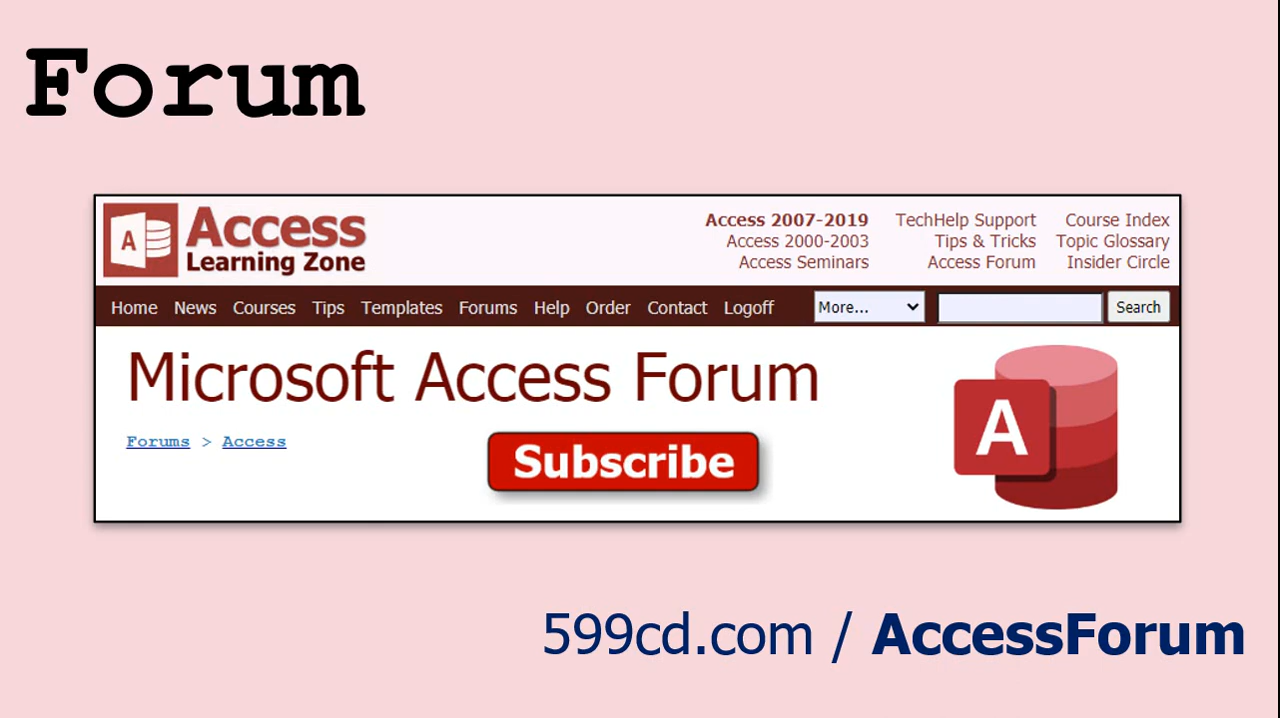 Forum
A Access
Learning Zone
Access 2007-2019 TechHelp Support Course Index
Access 2000-2003 Tips & Tricks Topic Glossary
Access Seminars Access Forum Insider Circle
Home News Courses Tips Templates Forums Help Order Contact Logoff More... Search
Microsoft Access Forum
Forums > Access
Subscribe
A
599cd.com / AccessForum